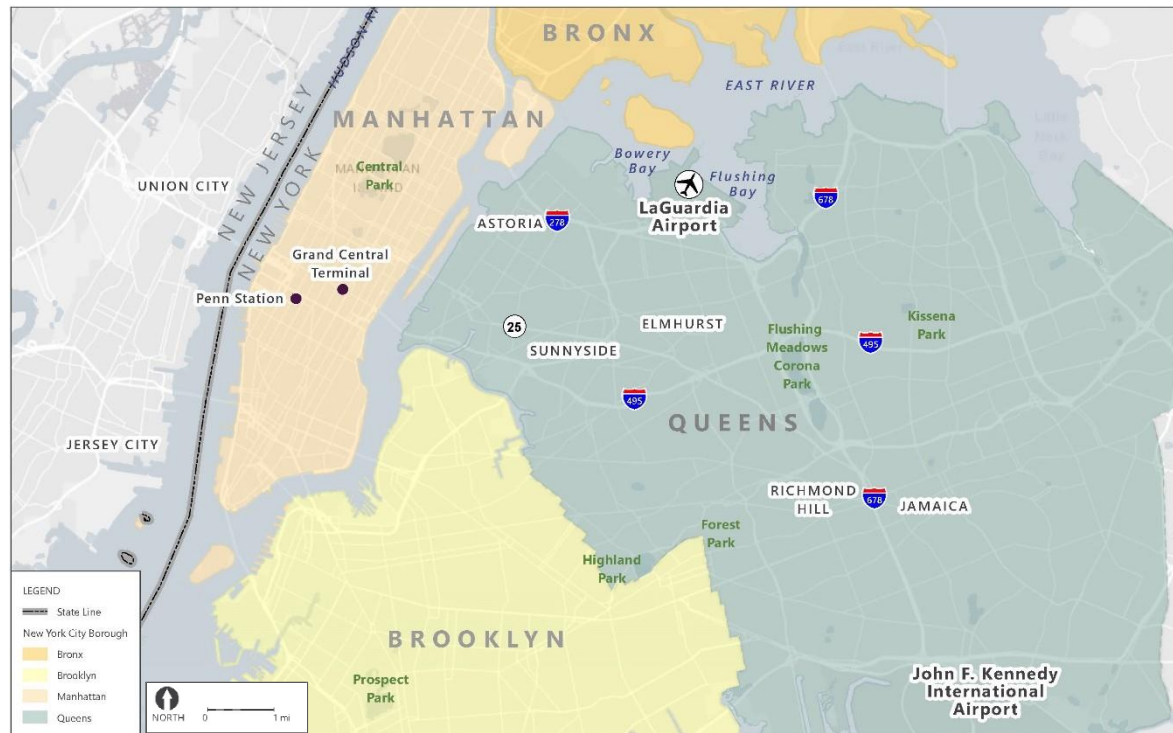 BRONX
EAST RIVER
HUDSON RI
NEW JERSEY
NEW YORK
MANHATTAN
Central
Park
UNION CITY
Bowery
Bay
Flushing
Bay
LaGuardia
Airport
678
ASTORIA
278
Grand Central
Terminal
Penn Station
25
SUNNYSIDE
ELMHURST
Flushing
Meadows
Corona
Park
495
Kissena
Park
495
QUEENS
JERSEY CITY
RICHMOND
HILL
678
JAMAICA
Forest
Park
Highland
Park
BROOKLYN
Prospect
Park
John F. Kennedy
International
Airport
LEGEND
State Line
New York City Borough
Bronx
Brooklyn
Manhattan
Queens
NORTH
0 1 mi